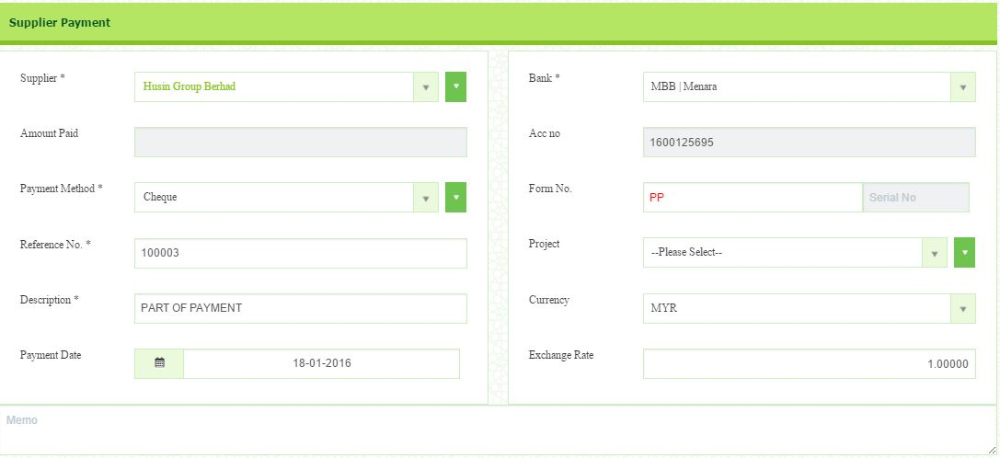 Supplier Payment
Supplier *
Husin Group Berhad
Amount Paid
Payment Method *
Cheque
Reference No. *
100003
Description *
PART OF PAYMENT
Payment Date
18-01-2016
Bank *
MBB | Menara
Acc no
1600125695
Form No.
PP
Serial No
Project
--Please Select--
Currency
MYR
Exchange Rate
1.00000
Memo